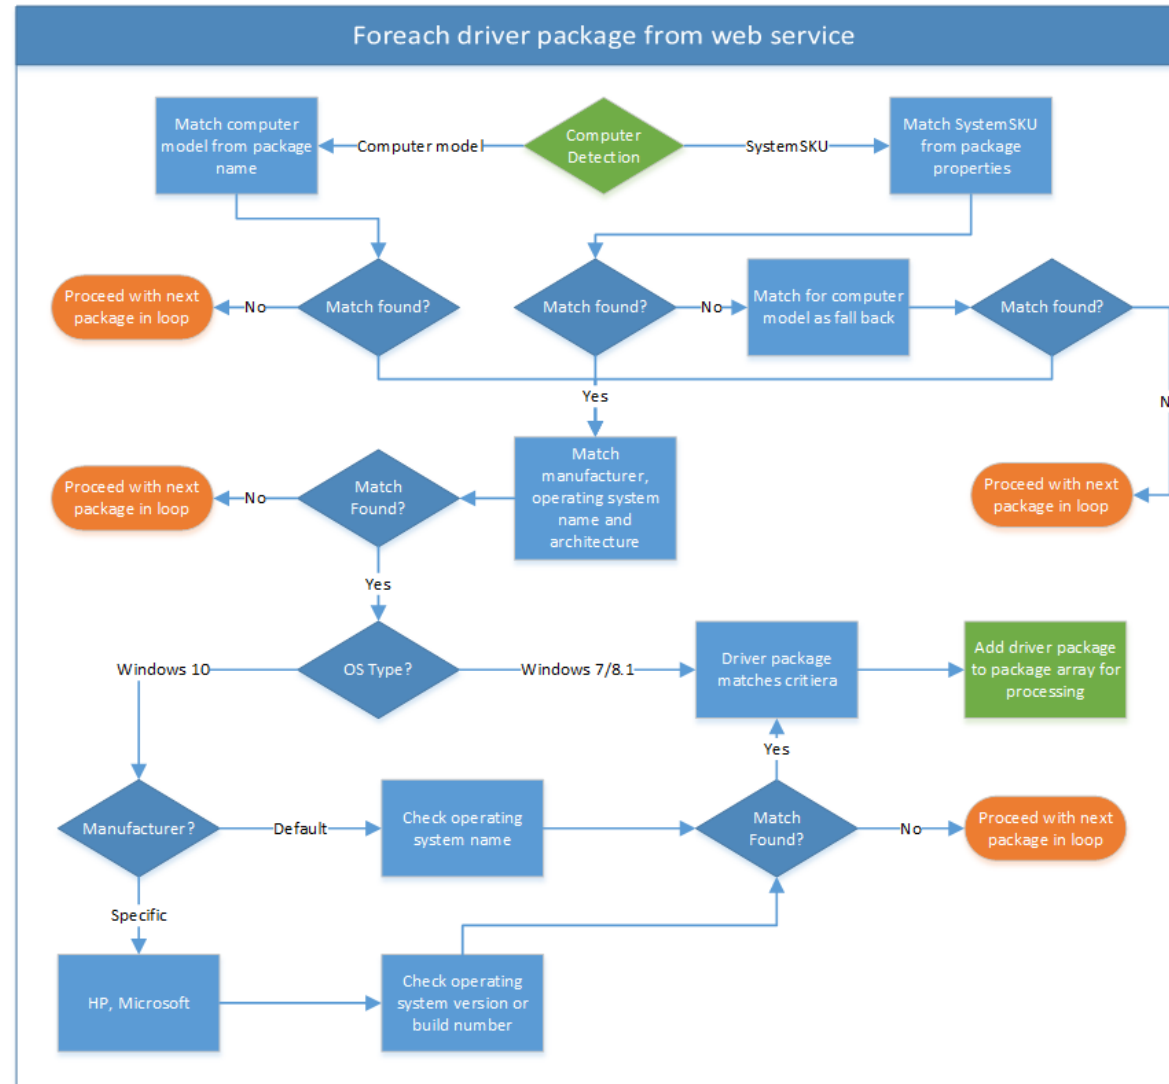 Foreach driver package from web service
Match computer
model from package
name
Computer model
Computer
Detection
SystemSKU
Match SystemSKU
from package
properties
Proceed with next
package in loop
No
Match found?
Match found?
No
Match for computer
model as fall back
Match found?
Yes
N
Proceed with next
package in loop
No
Match
Found?
Match
manufacturer,
operating system
name and
architecture
Proceed with next
package in loop
Yes
Windows 10
OS Type?
Windows 7/8.1
Driver package
matches critiera
Add driver package
to package array for
processing
Yes
Manufacturer?
Default
Check operating
system name
Match
Found?
No
Proceed with next
package in loop
Specific
HP, Microsoft
Check operating
system version or
build number